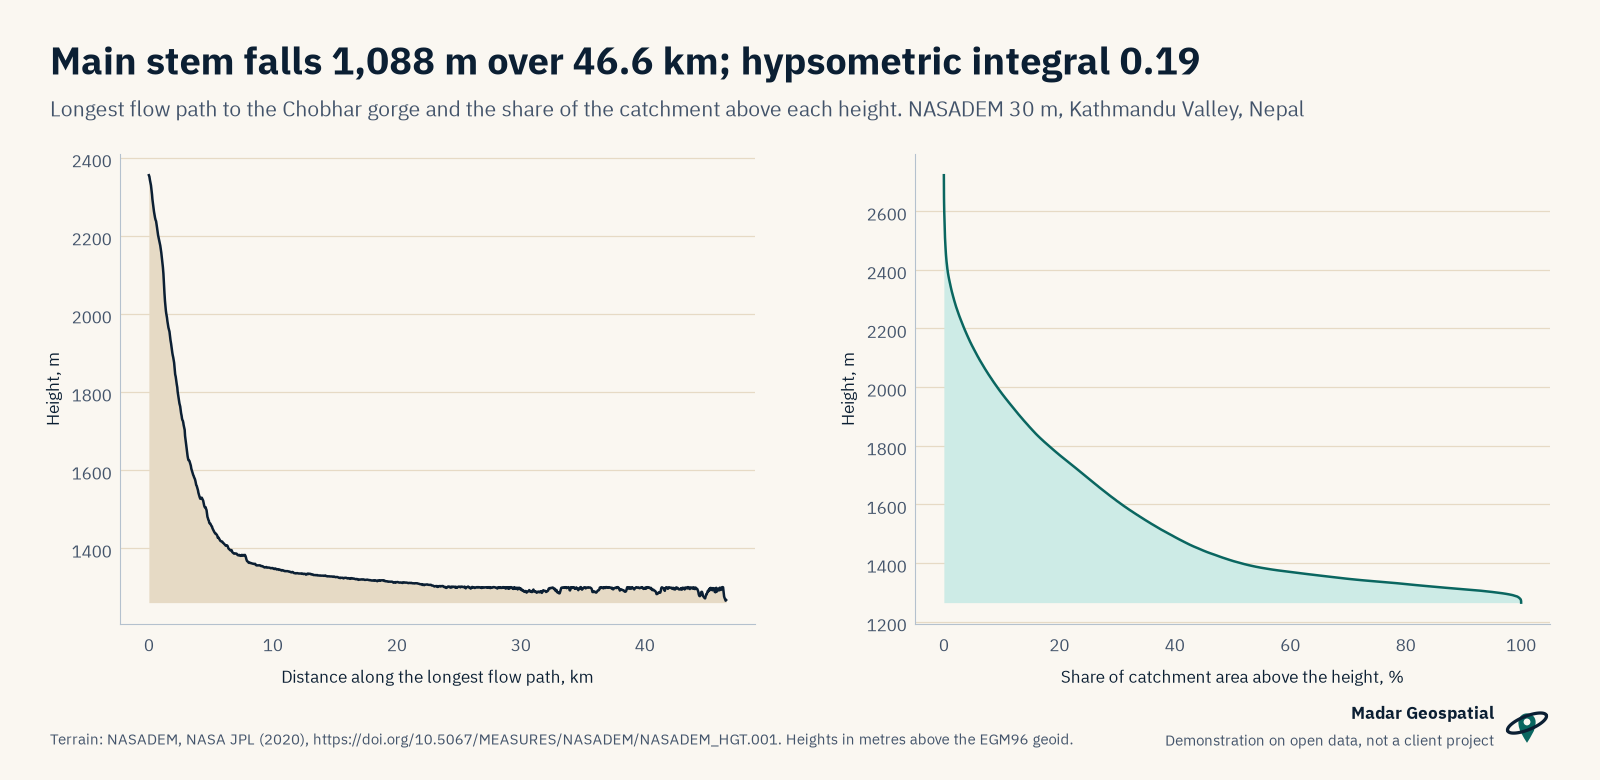 Main stem falls 1,088 m over 46.6 km; hypsometric integral 0.19
Longest flow path to the Chobhar gorge and the share of the catchment above each height. NASADEM 30 m, Kathmandu Valley, Nepal
2400
2200
2000
1800
1600
1400
Height, m
0 10 20 30 40
Distance along the longest flow path, km
2600
2400
2200
2000
1800
1600
1400
1200
Height, m
0 20 40 60 80 100
Share of catchment area above the height, %
Madar Geospatial
Terrain: NASADEM, NASA JPL (2020), https://doi.org/10.5067/MEASURES/NASADEM/NASADEM_HGT.001. Heights in metres above the EGM96 geoid.
Demonstration on open data, not a client project